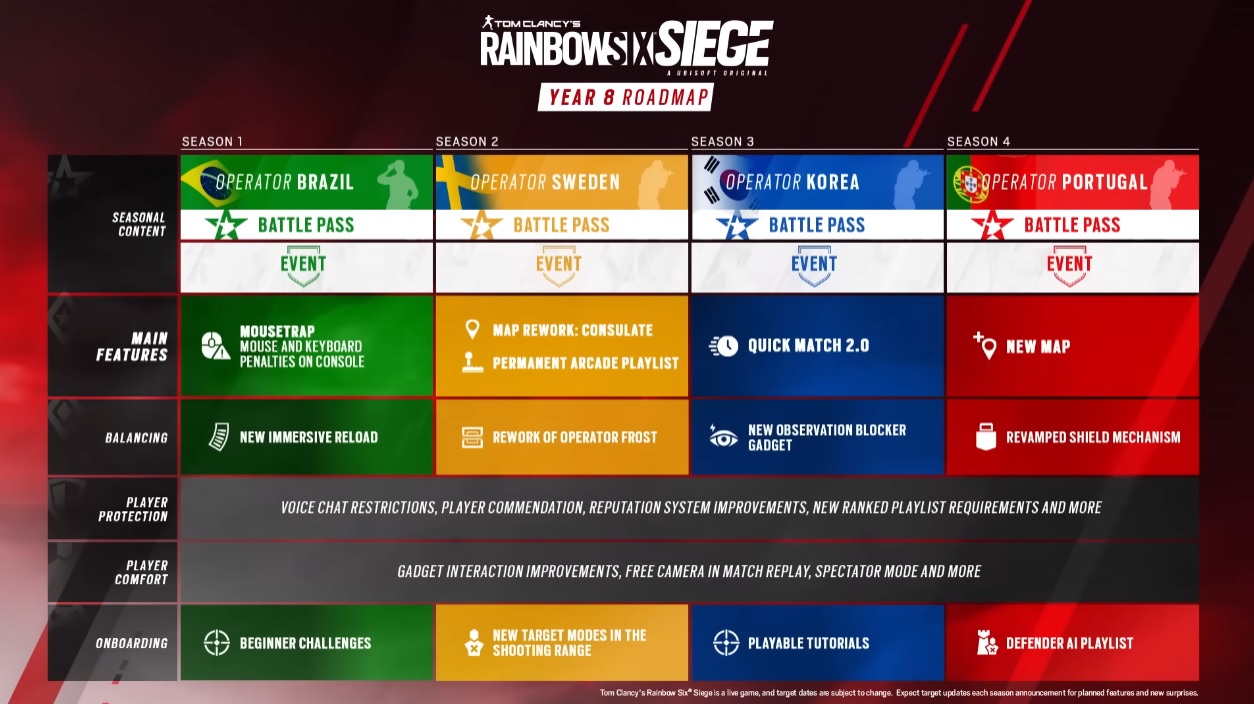 TOM CLANCY'S
RAINBOWSIX SIEGE
A UBISOFT ORIGINAL
YEAR 8 ROADMAP
SEASON 1
SEASON 2
SEASON 3
SEASON 4
SEASONAL
CONTENT
OPERATOR BRAZIL
OPERATOR SWEDEN
OPERATOR KOREA
OPERATOR PORTUGAL
BATTLE PASS
BATTLE PASS
BATTLE PASS
BATTLE PASS
EVENT
EVENT
EVENT
EVENT
MAIN
FEATURES
MOUSETRAP
MOUSE AND KEYBOARD
PENALTIES ON CONSOLE
MAP REWORK: CONSULATE
PERMANENT ARCADE PLAYLIST
QUICK MATCH 2.0
NEW MAP
BALANCING
NEW IMMERSIVE RELOAD
REWORK OF OPERATOR FROST
NEW OBSERVATION BLOCKER
GADGET
REVAMPED SHIELD MECHANISM
PLAYER
PROTECTION
VOICE CHAT RESTRICTIONS, PLAYER COMMENDATION, REPUTATION SYSTEM IMPROVEMENTS, NEW RANKED PLAYLIST REQUIREMENTS AND MORE
PLAYER
COMFORT
GADGET INTERACTION IMPROVEMENTS, FREE CAMERA IN MATCH REPLAY, SPECTATOR MODE AND MORE
ONBOARDING
BEGINNER CHALLENGES
NEW TARGET MODES IN THE
SHOOTING RANGE
PLAYABLE TUTORIALS
DEFENDER AI PLAYLIST
Tom Clancy's Rainbow Six® Siege is a live game, and target dates are subject to change. Expect target updates each season announcement for planned features and new surprises.